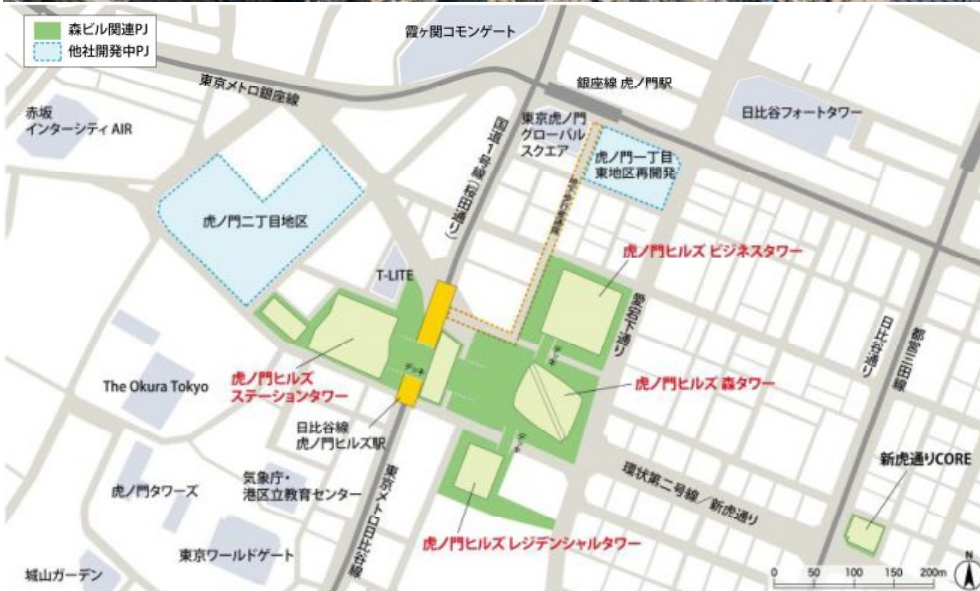 森ビル関連PJ
他社開発中PJ
霞ヶ関コモンゲート
東京メトロ銀座線
銀座線 虎ノ門駅
赤坂
インターシティ AIR
国道1号線(桜田通り)
東京虎ノ門
グローバル
スクエア
日比谷フォートタワー
虎ノ門一丁目
東地区再開発
地下歩行者通路
虎ノ門二丁目地区
T-LITE
虎ノ門ヒルズ ビジネスタワー
愛宕下通り
日比谷通り
都営三田線
デッキ
デッキ
虎ノ門ヒルズ
ステーションタワー
虎ノ門ヒルズ 森タワー
The Okura Tokyo
日比谷線
虎ノ門ヒルズ駅
デッキ
新虎通りCORE
環状第二号線/新虎通り
気象庁・
港区立教育センター
虎ノ門タワーズ
東京メトロ日比谷線
虎ノ門ヒルズ レジデンシャルタワー
東京ワールドゲート
城山ガーデン
0 50 100 150 200m
N